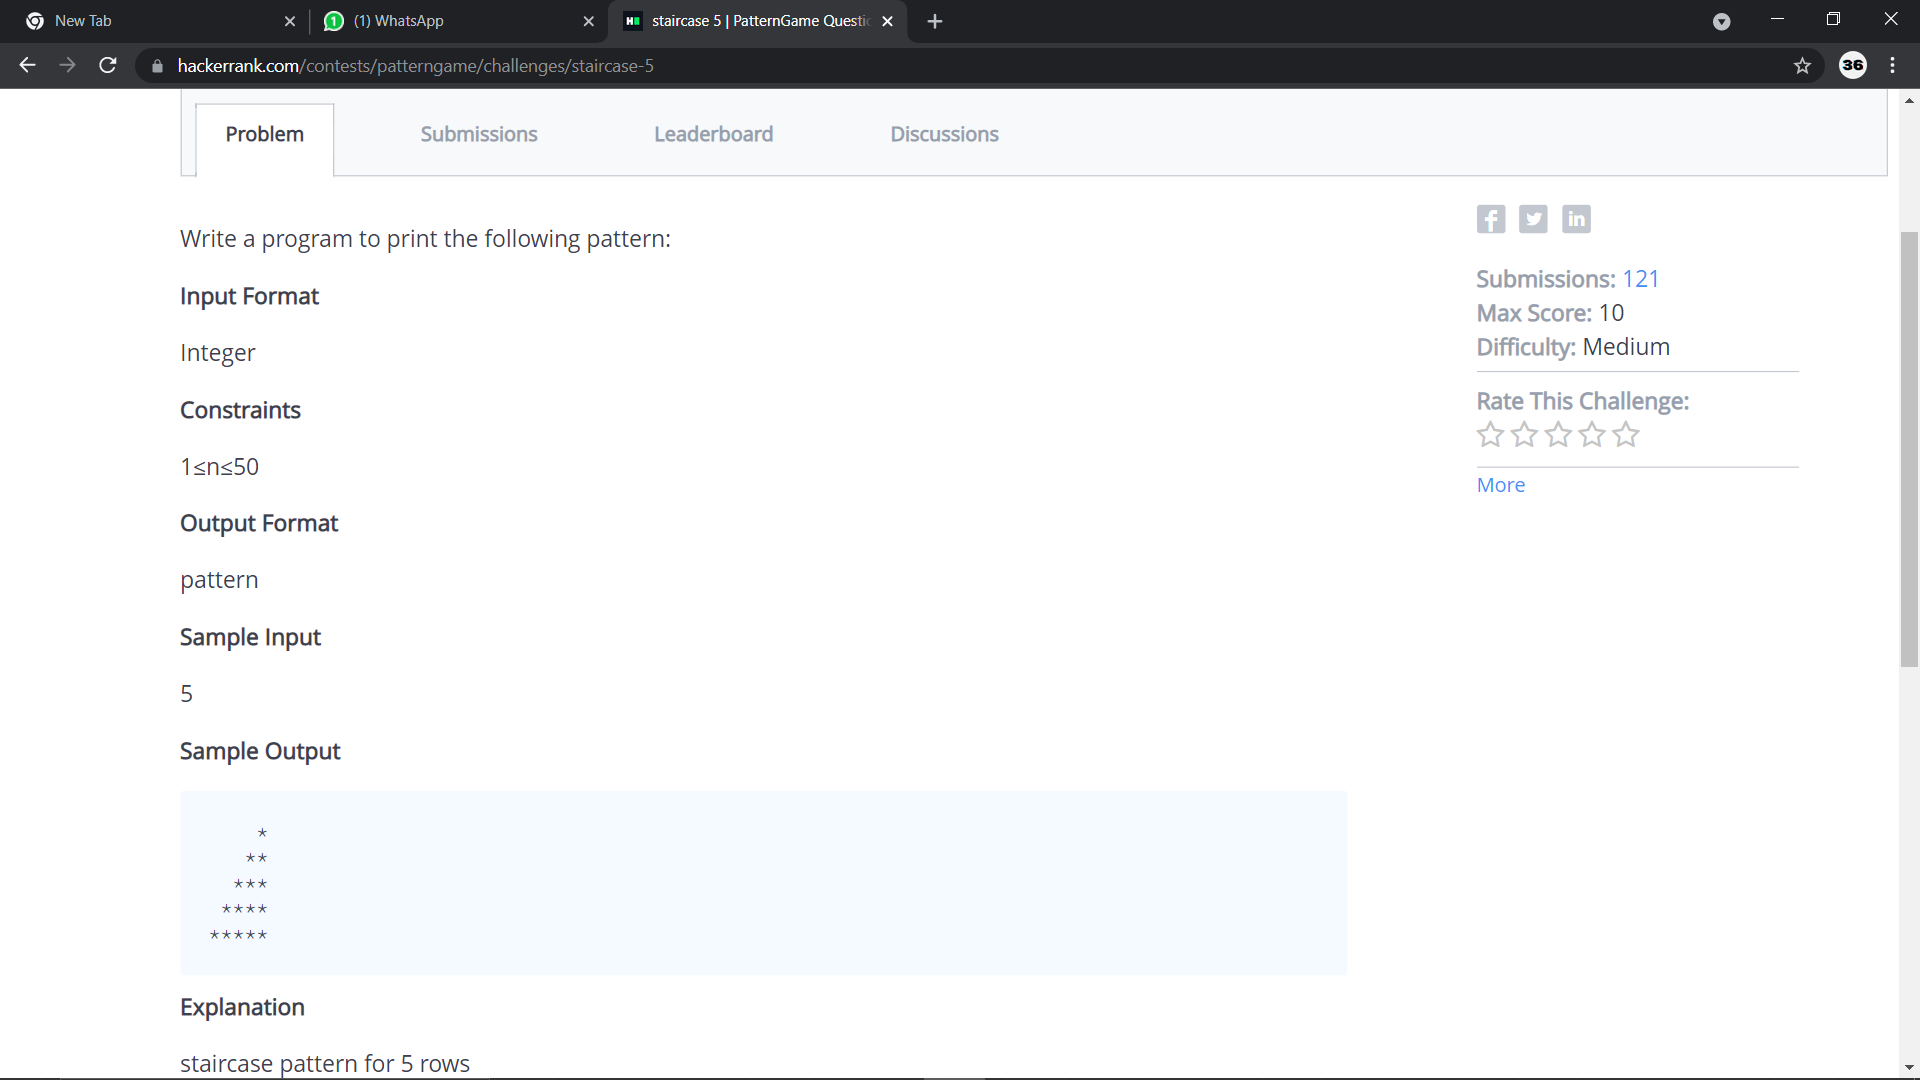 New Tab
(1) WhatsApp
staircase 5 | PatternGame Questi
hackerrank.com/contests/patterngame/challenges/staircase-5
36
Problem
Submissions
Leaderboard
Discussions
Write a program to print the following pattern:
Input Format
Integer
Constraints
1≤n≤50
Output Format
pattern
Sample Input
5
Sample Output
    *
   **
  ***
 ****
*****
Explanation
staircase pattern for 5 rows
Submissions: 121
Max Score: 10
Difficulty: Medium
Rate This Challenge:
More